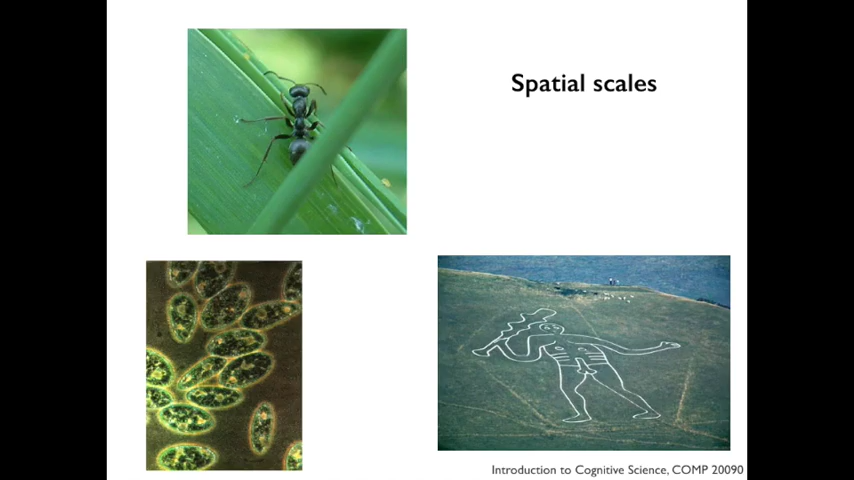 Spatial scales
Introduction to Cognitive Science, COMP 20090